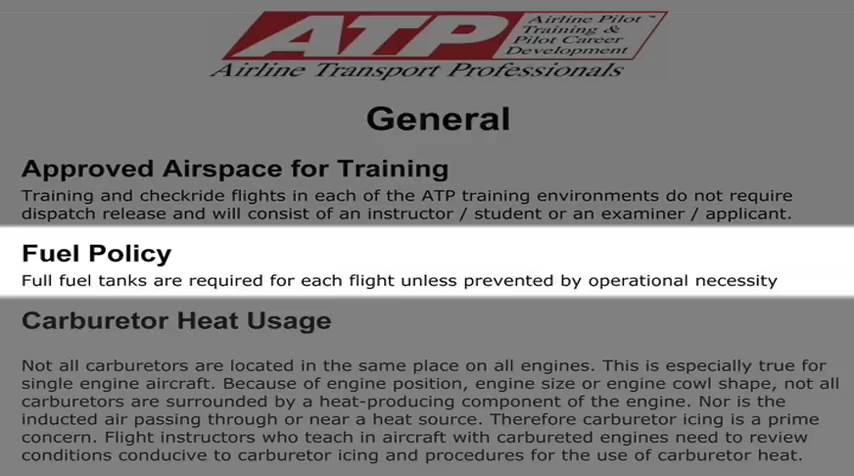 ATP
Airline Pilot ™
Training &
Pilot Career
Development
Airline Transport Professionals
General
Approved Airspace for Training
Training and checkride flights in each of the ATP training environments do not require
dispatch release and will consist of an instructor / student or an examiner / applicant.
Fuel Policy
Full fuel tanks are required for each flight unless prevented by operational necessity
Carburetor Heat Usage
Not all carburetors are located in the same place on all engines. This is especially true for
single engine aircraft. Because of engine position, engine size or engine cowl shape, not all
carburetors are surrounded by a heat-producing component of the engine. Nor is the
inducted air passing through or near a heat source. Therefore carburetor icing is a prime
concern. Flight instructors who teach in aircraft with carbureted engines need to review
conditions conducive to carburetor icing and procedures for the use of carburetor heat.